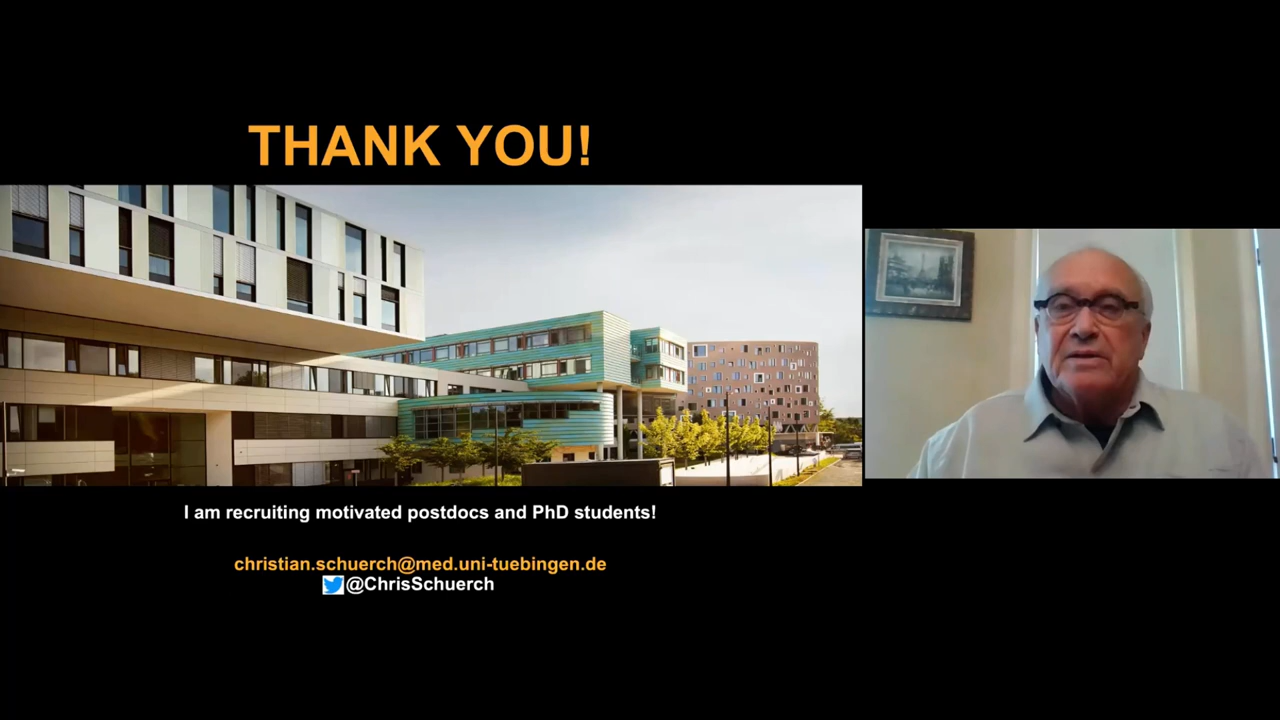 THANK YOU!
I am recruiting motivated postdocs and PhD students!
christian.schuerch@med.uni-tuebingen.de
@ChrisSchuerch